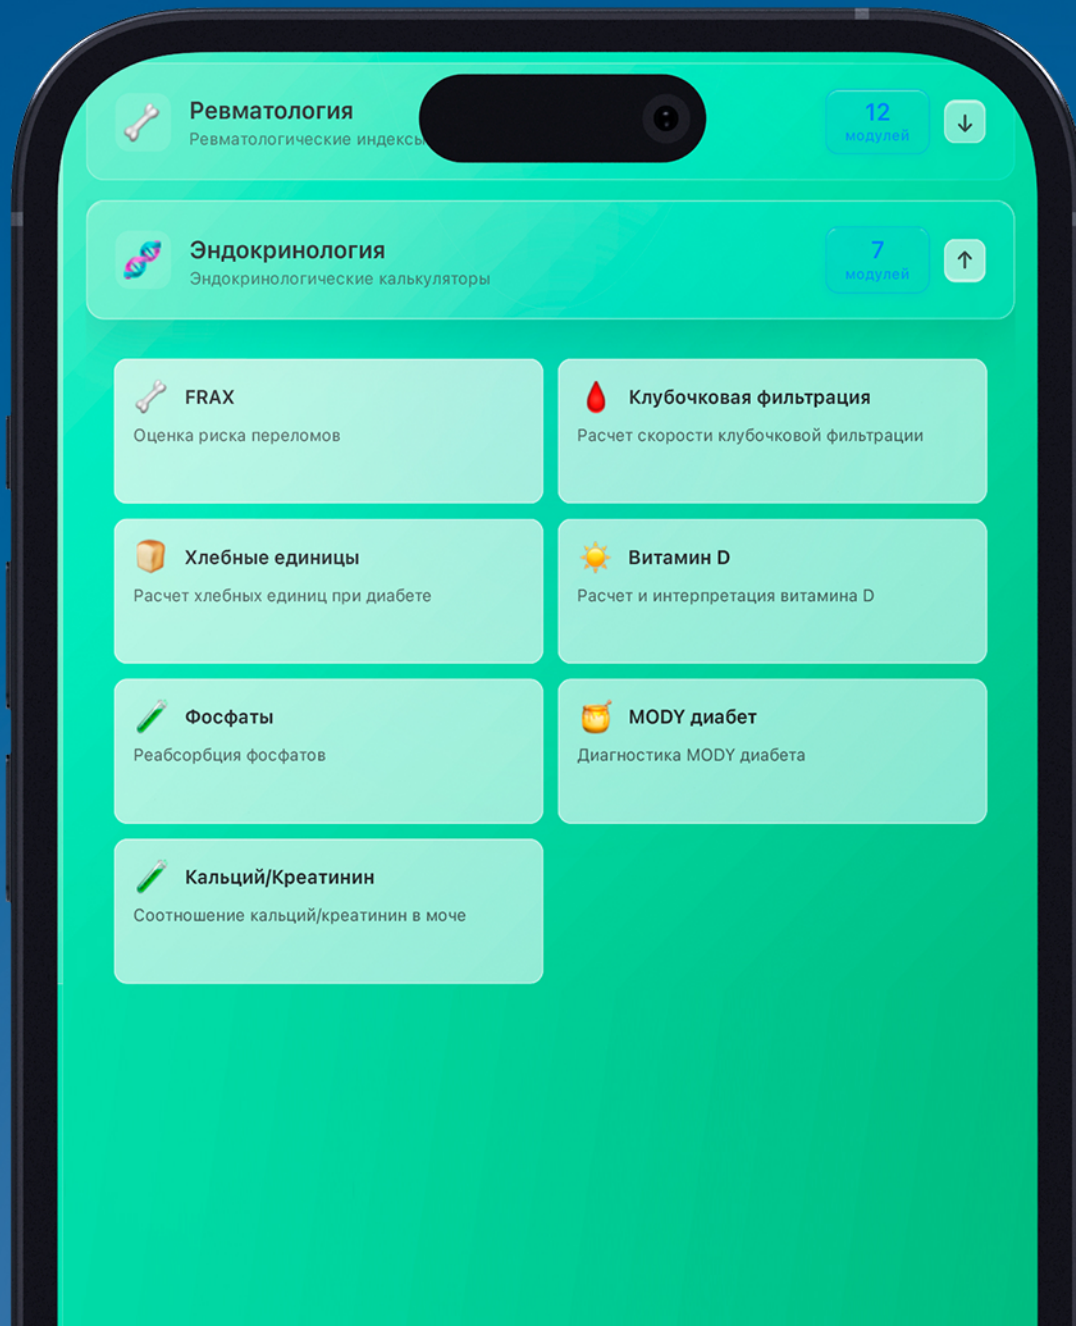 Ревматология
Ревматологические индексы
12
модулей
Эндокринология
Эндокринологические калькуляторы
7
модулей
FRAX
Оценка риска переломов
Клубочковая фильтрация
Расчет скорости клубочковой фильтрации
Хлебные единицы
Расчет хлебных единиц при диабете
Витамин D
Расчет и интерпретация витамина D
Фосфаты
Реабсорбция фосфатов
MODY диабет
Диагностика MODY диабета
Кальций/Креатинин
Соотношение кальций/креатинин в моче